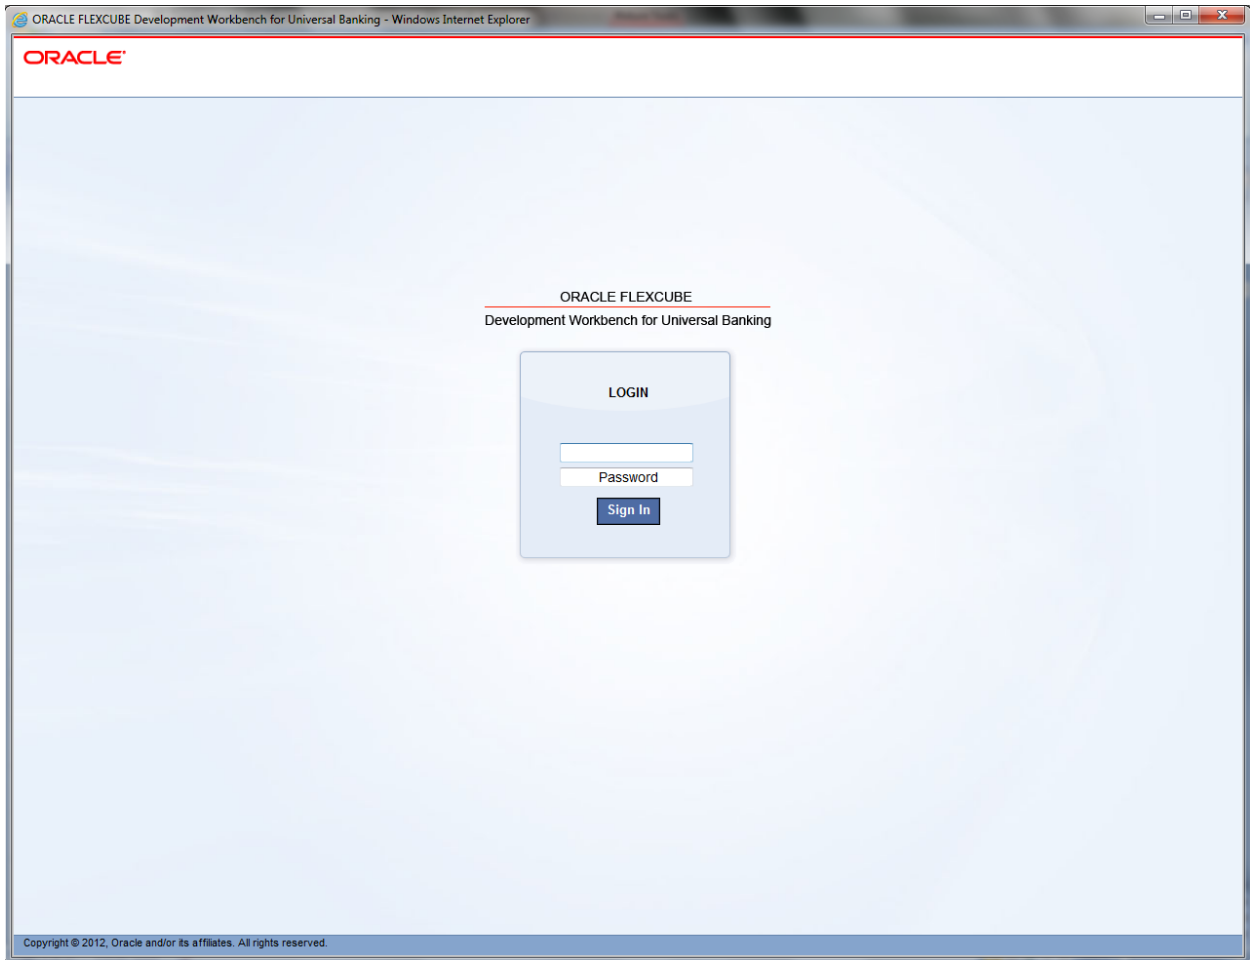 ORACLE FLEXCUBE Development Workbench for Universal Banking - Windows Internet Explorer
ORACLE
ORACLE FLEXCUBE
Development Workbench for Universal Banking
LOGIN
Password
Sign In
Copyright © 2012, Oracle and/or its affiliates. All rights reserved.